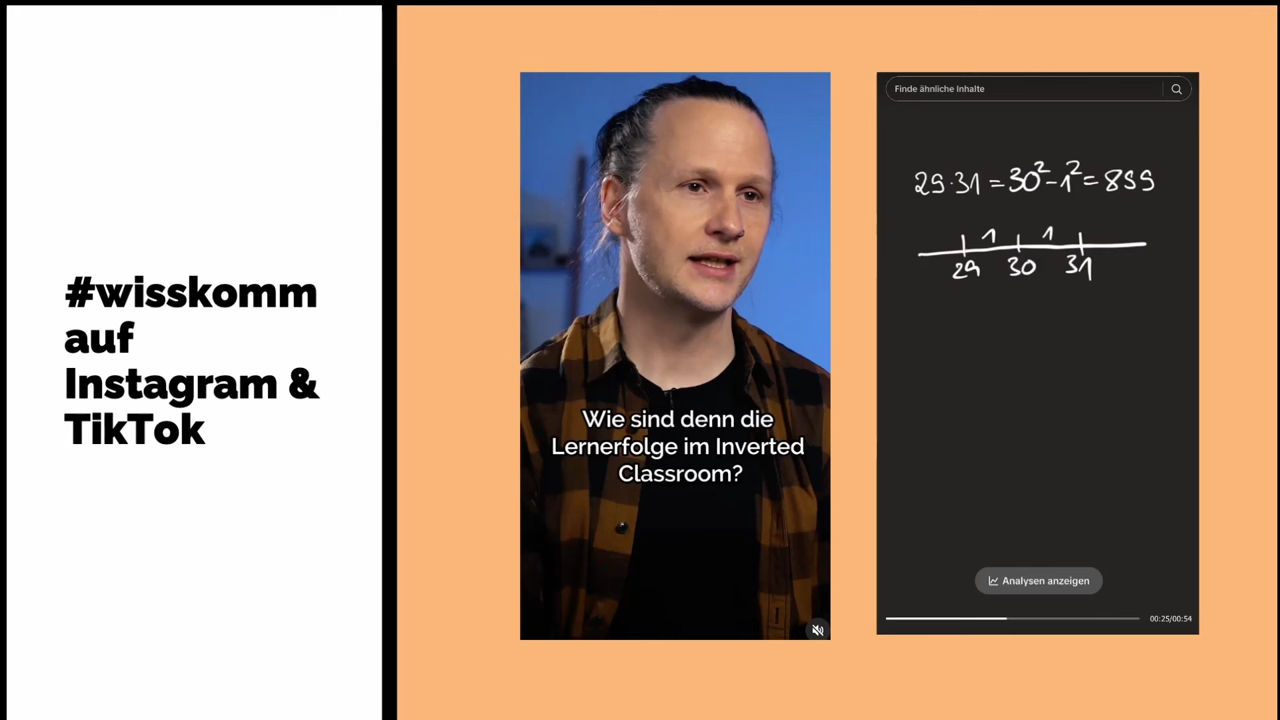 #wisskomm
auf
Instagram &
TikTok
Wie sind denn die
Lernerfolge im Inverted
Classroom?
Finde ähnliche Inhalte
29·31=30²-1²=899
1 1
29 30 31
Analysen anzeigen
00:25/00:54